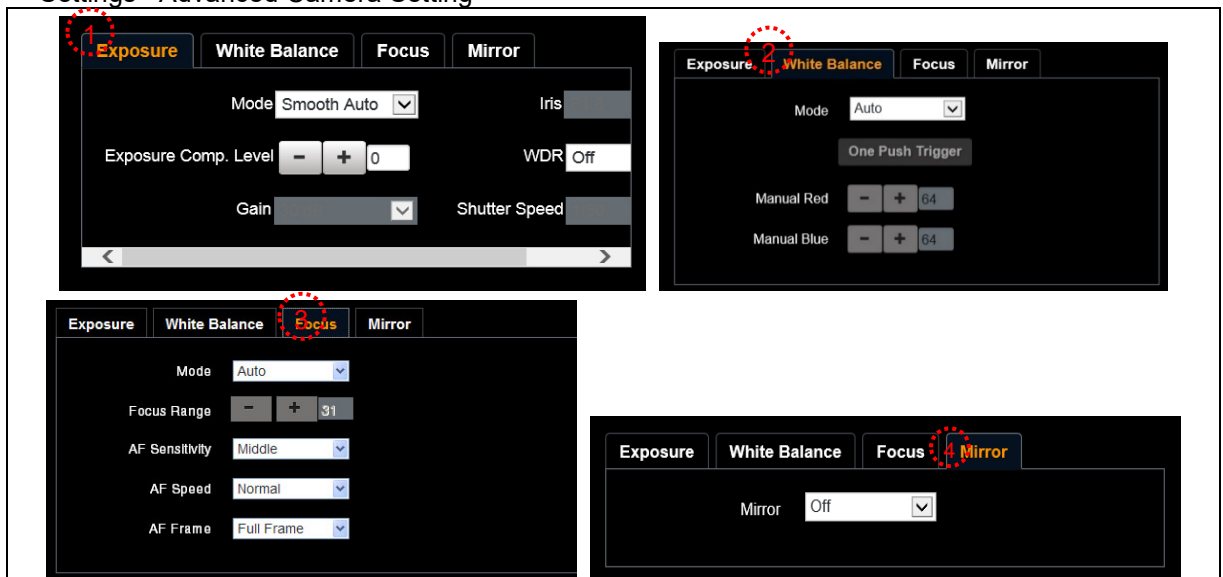 Settings - Advanced Camera Setting
1
Exposure White Balance Focus Mirror
Mode Smooth Auto Iris
Exposure Comp. Level - + 0 WDR Off
Gain Shutter Speed
2
Exposure White Balance Focus Mirror
Mode Auto
One Push Trigger
Manual Red - + 64
Manual Blue - + 64
3
Exposure White Balance Focus Mirror
Mode Auto
Focus Range - + 31
AF Sensitivity Middle
AF Speed Normal
AF Frame Full Frame
4
Exposure White Balance Focus Mirror
Mirror Off